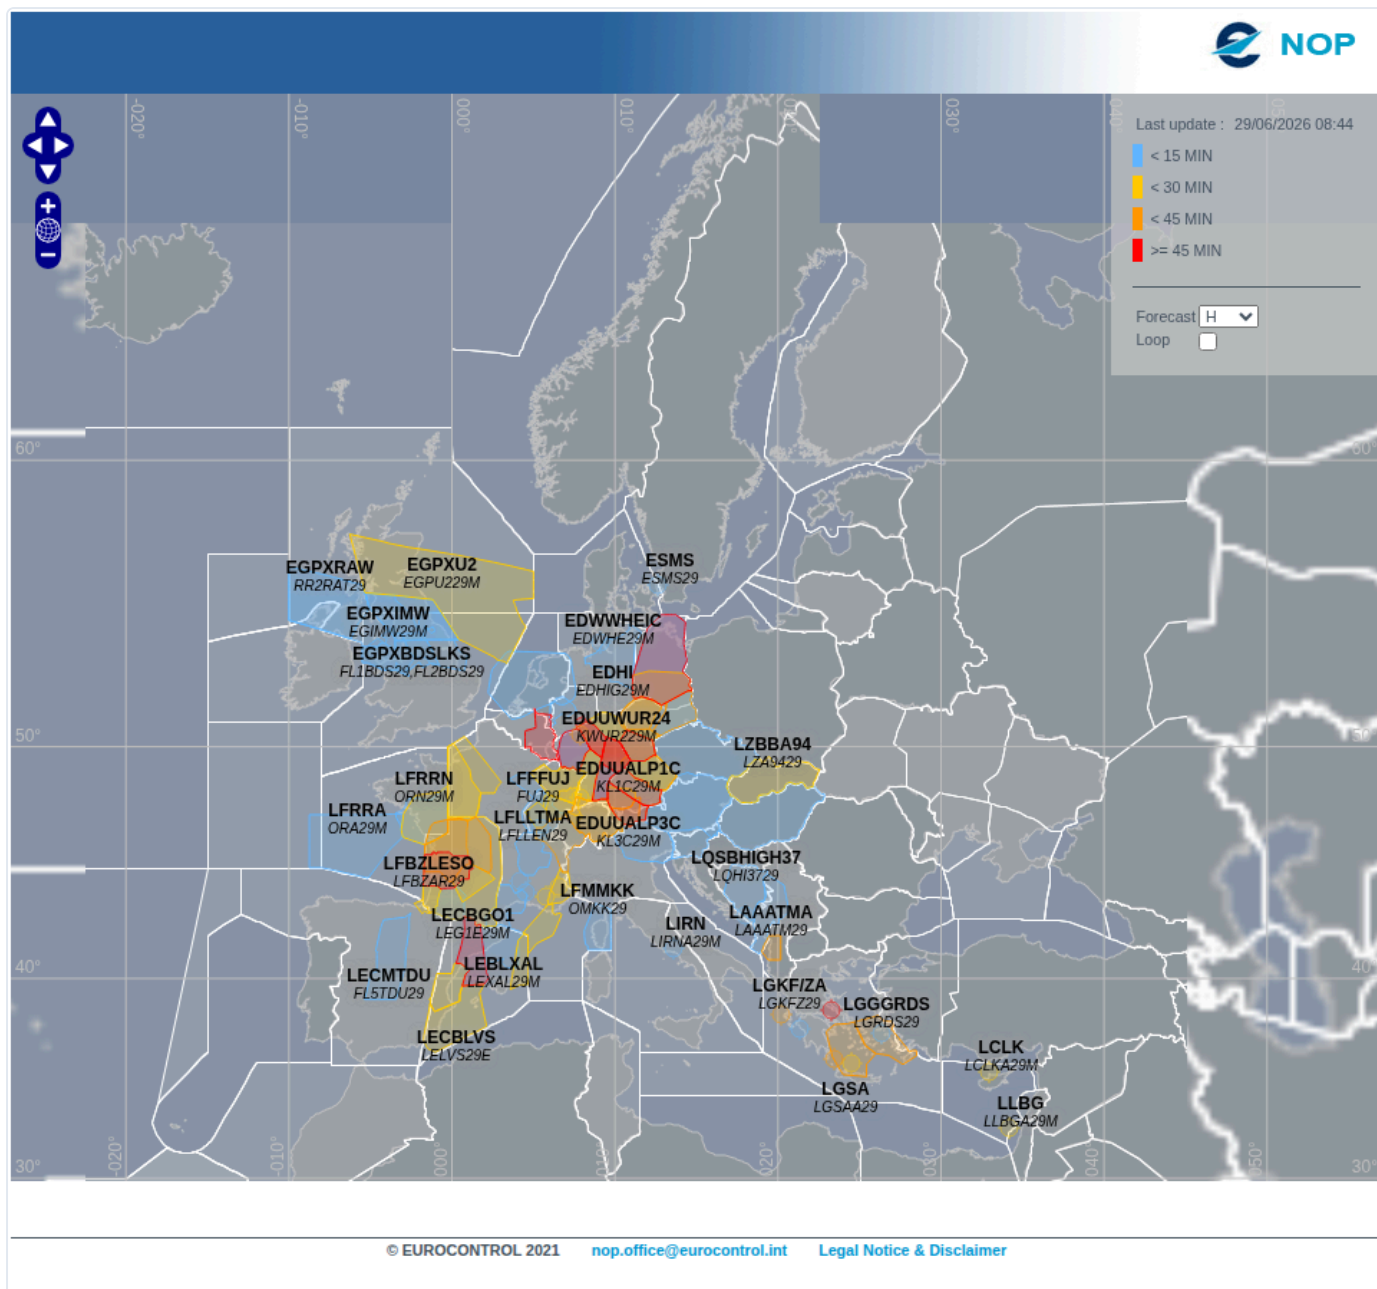 NOP
-020°
-010°
000°
010°
030°
Last update : 29/06/2026 08:44
< 15 MIN
< 30 MIN
< 45 MIN
>= 45 MIN
Forecast H
Loop
60°
60°
EGPXRAW
RR2RAT29
EGPXU2
EGPU229M
ESMS
ESMS29
EGPXIMW
EGIMW29M
EDWWHEIC
EDWHE29M
EGPXBDSLKS
FL1BDS29,FL2BDS29
EDHI
EDHIG29M
EDUUWUR24
KWUR229M
50°
50°
LZBBA94
LZA9429
LFRRN
ORN29M
LFFFUJ
FUJ29
EDUUALP1C
KL1C29M
LFRRA
ORA29M
LFLLTMA
LFLLEN29
EDUUALP3C
KL3C29M
LFBZLESO
LFBZAR29
LQSBHIGH37
LQHI3729
LFMMKK
OMKK29
LECBGO1
LEG1E29M
LIRN
LIRNA29M
LAAATMA
LAAATM29
LECMTDU
FL5TDU29
LEBLXAL
LEXAL29M
40°
40°
LGKF/ZA
LGKFZ29
LGGGRDS
LGRDS29
LECBLVS
LELVS29E
LCLK
LCLKA29M
LGSA
LGSAA29
LLBG
LLBGA29M
30°
-020°
-010°
000°
010°
020°
030°
040°
050°
30°
© EUROCONTROL 2021 nop.office@eurocontrol.int Legal Notice & Disclaimer